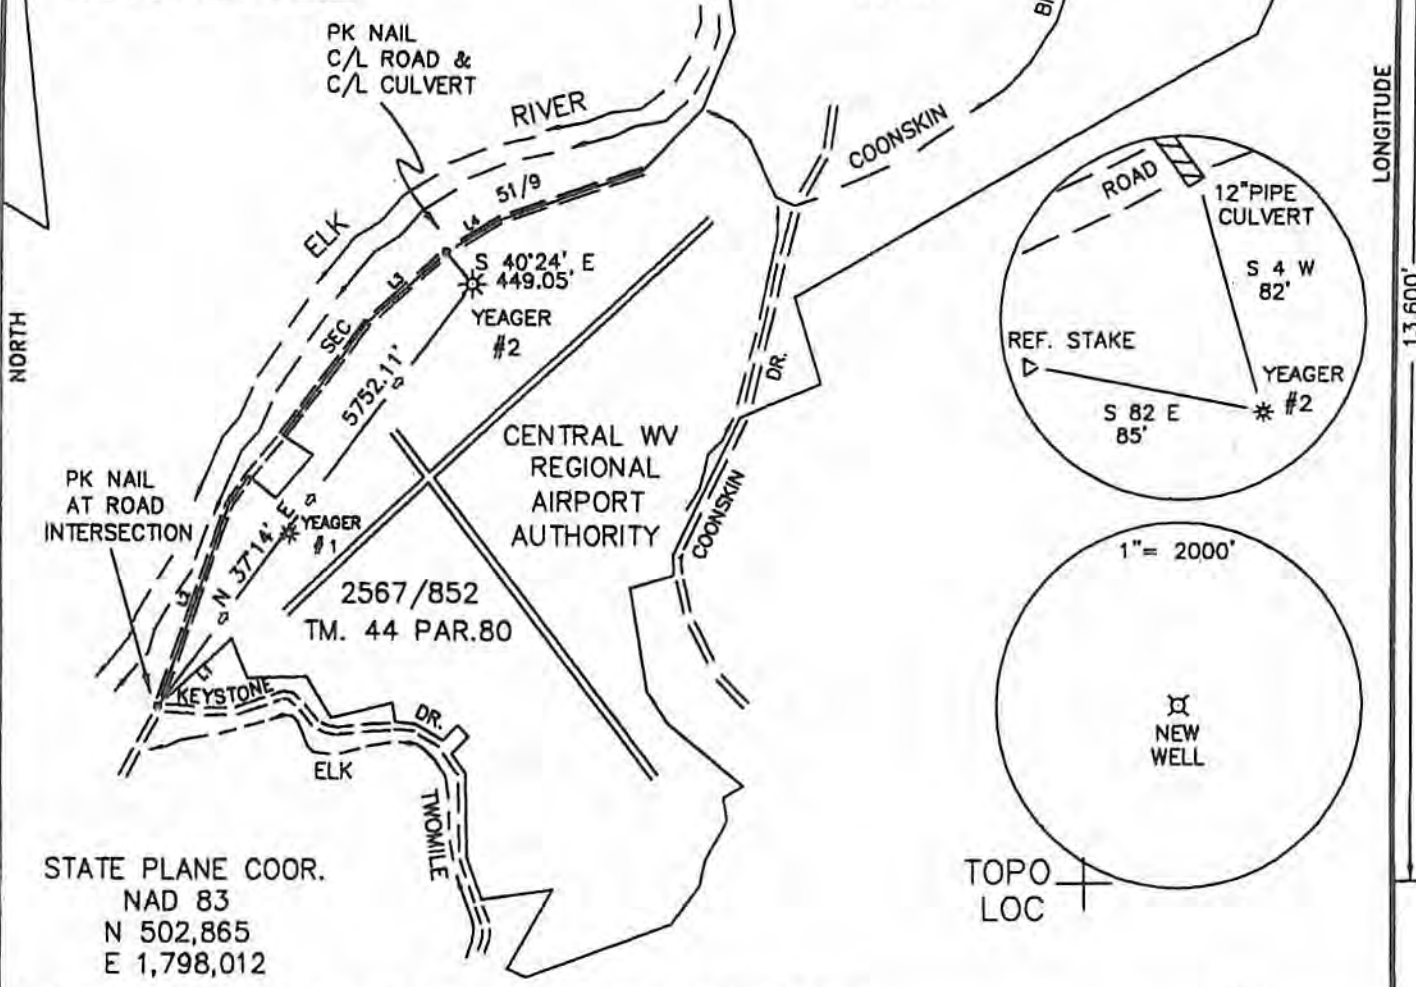 PK NAIL
C/L ROAD &
C/L CULVERT
ELK
RIVER
51/9
L4
L3
SEC
S 40°24' E
449.05'
YEAGER
#2
5752.11'
N 37°14' E
YEAGER
#1
PK NAIL
AT ROAD
INTERSECTION
NORTH
L2
L1
KEYSTONE
DR.
ELK
TWOMILE
CENTRAL WV
REGIONAL
AIRPORT
AUTHORITY
2567/852
TM. 44 PAR.80
COONSKIN
DR.
COONSKIN
STATE PLANE COOR.
NAD 83
N 502,865
E 1,798,012
ROAD
12"PIPE
CULVERT
S 4 W
82'
REF. STAKE
YEAGER
#2
S 82 E
85'
1"= 2000'
NEW
WELL
TOPO
LOC
LONGITUDE
13,600'